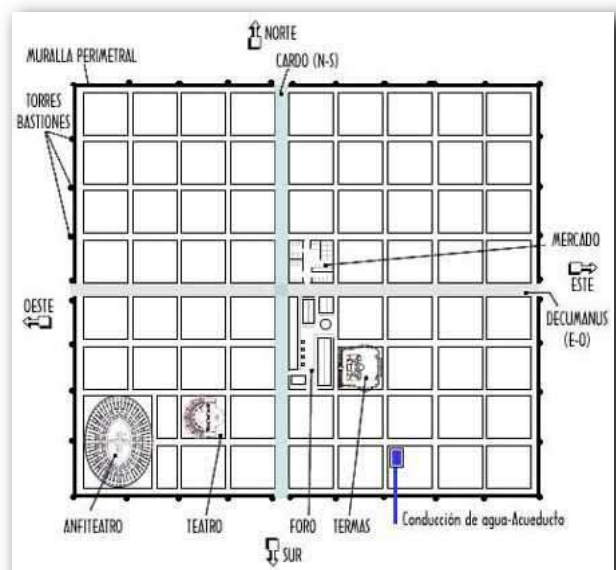 NORTE
MURALLA PERIMETRAL
CARDO (N-S)
TORRES
BASTIONES
MERCADO
ESTE
OESTE
DECUMANUS
(E-O)
ANFITEATRO
TEATRO
FORO
TERMAS
Conducción de agua-Acueducto
SUR